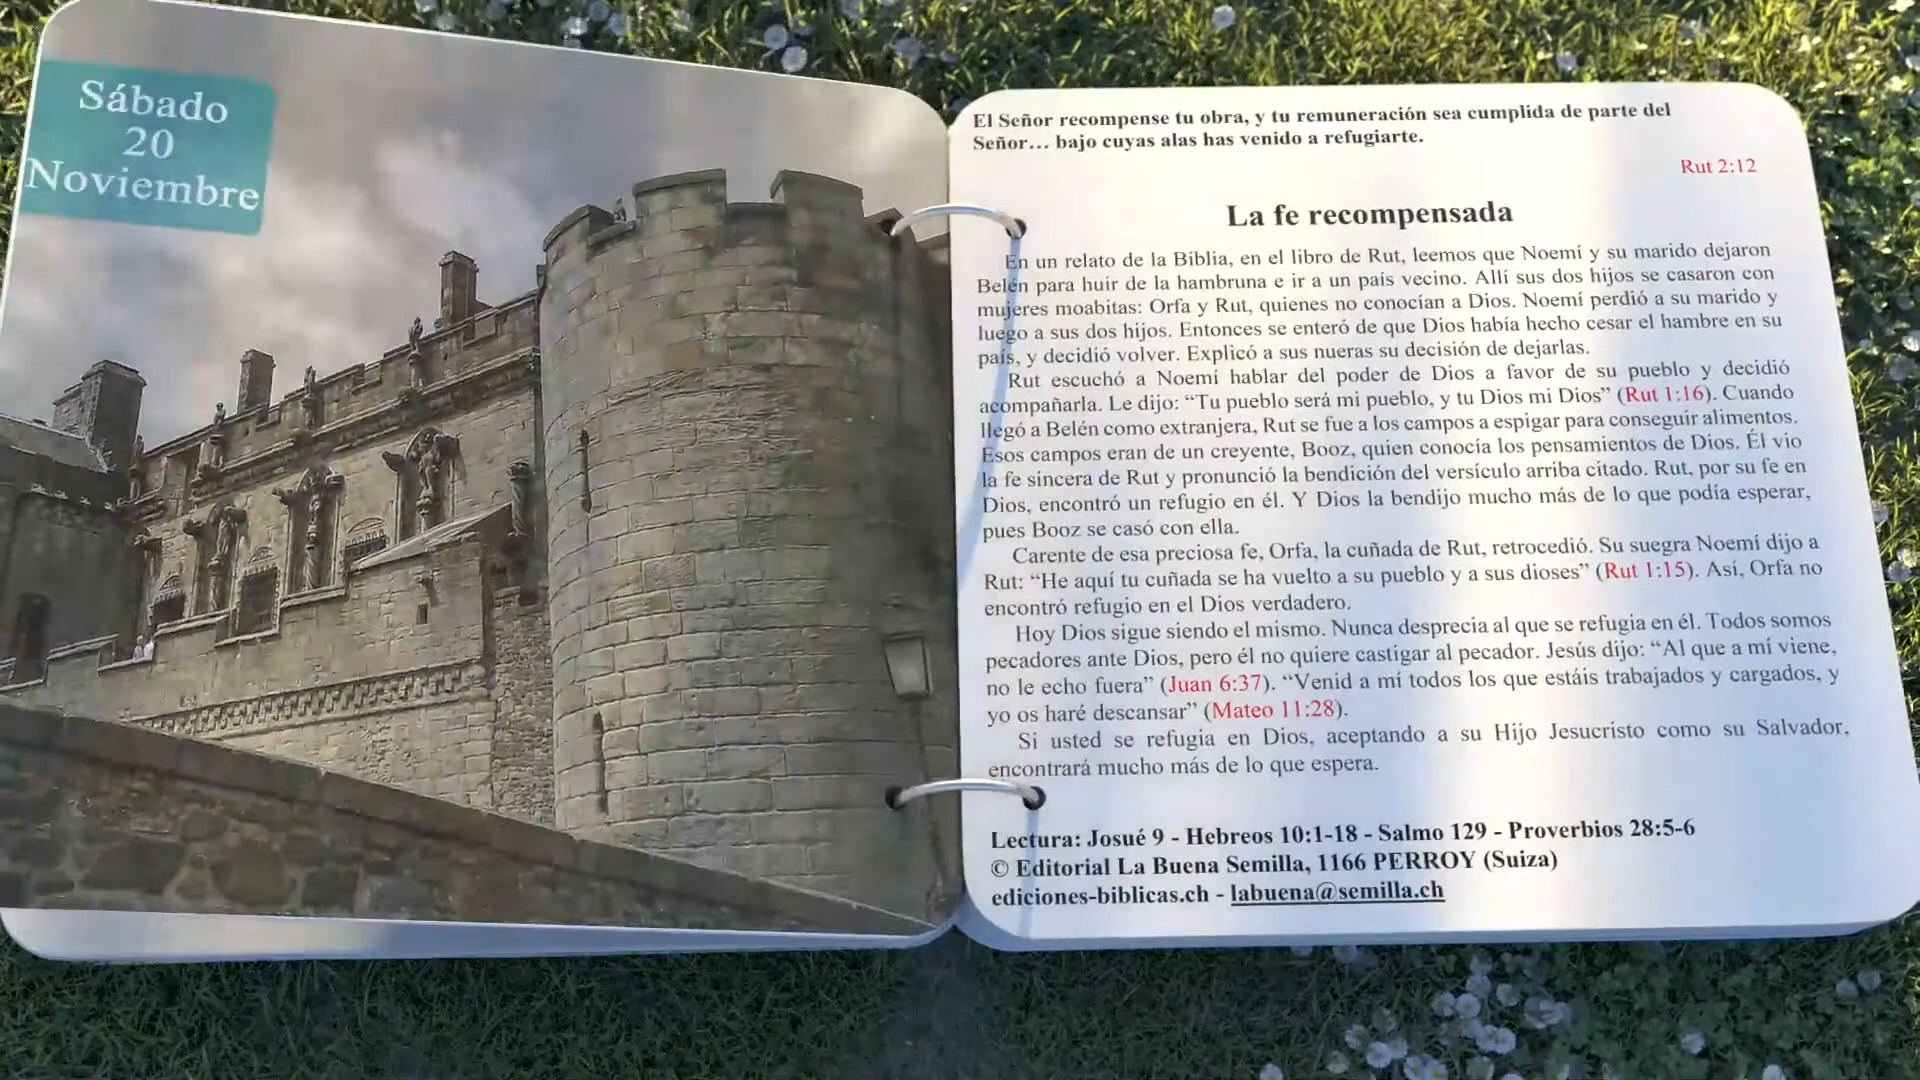 Sábado
20
Noviembre
El Señor recompense tu obra, y tu remuneración sea cumplida de parte del
Señor… bajo cuyas alas has venido a refugiarte.
Rut 2:12
La fe recompensada
En un relato de la Biblia, en el libro de Rut, leemos que Noemí y su marido dejaron
Belén para huir de la hambruna e ir a un país vecino. Allí sus dos hijos se casaron con
mujeres moabitas: Orfa y Rut, quienes no conocían a Dios. Noemí perdió a su marido y
luego a sus dos hijos. Entonces se enteró de que Dios había hecho cesar el hambre en su
país, y decidió volver. Explicó a sus nueras su decisión de dejarlas.
Rut escuchó a Noemí hablar del poder de Dios a favor de su pueblo y decidió
acompañarla. Le dijo: “Tu pueblo será mi pueblo, y tu Dios mi Dios” (Rut 1:16). Cuando
llegó a Belén como extranjera, Rut se fue a los campos a espigar para conseguir alimentos.
Esos campos eran de un creyente, Booz, quien conocía los pensamientos de Dios. Él vio
la fe sincera de Rut y pronunció la bendición del versículo arriba citado. Rut, por su fe en
Dios, encontró un refugio en él. Y Dios la bendijo mucho más de lo que podía esperar,
pues Booz se casó con ella.
Carente de esa preciosa fe, Orfa, la cuñada de Rut, retrocedió. Su suegra Noemí dijo a
Rut: “He aquí tu cuñada se ha vuelto a su pueblo y a sus dioses” (Rut 1:15). Así, Orfa no
encontró refugio en el Dios verdadero.
Hoy Dios sigue siendo el mismo. Nunca desprecia al que se refugia en él. Todos somos
pecadores ante Dios, pero él no quiere castigar al pecador. Jesús dijo: “Al que a mí viene,
no le echo fuera” (Juan 6:37). “Venid a mí todos los que estáis trabajados y cargados, y
yo os haré descansar” (Mateo 11:28).
Si usted se refugia en Dios, aceptando a su Hijo Jesucristo como su Salvador,
encontrará mucho más de lo que espera.
Lectura: Josué 9 - Hebreos 10:1-18 - Salmo 129 - Proverbios 28:5-6
© Editorial La Buena Semilla, 1166 PERROY (Suiza)
ediciones-biblicas.ch - labuena@semilla.ch